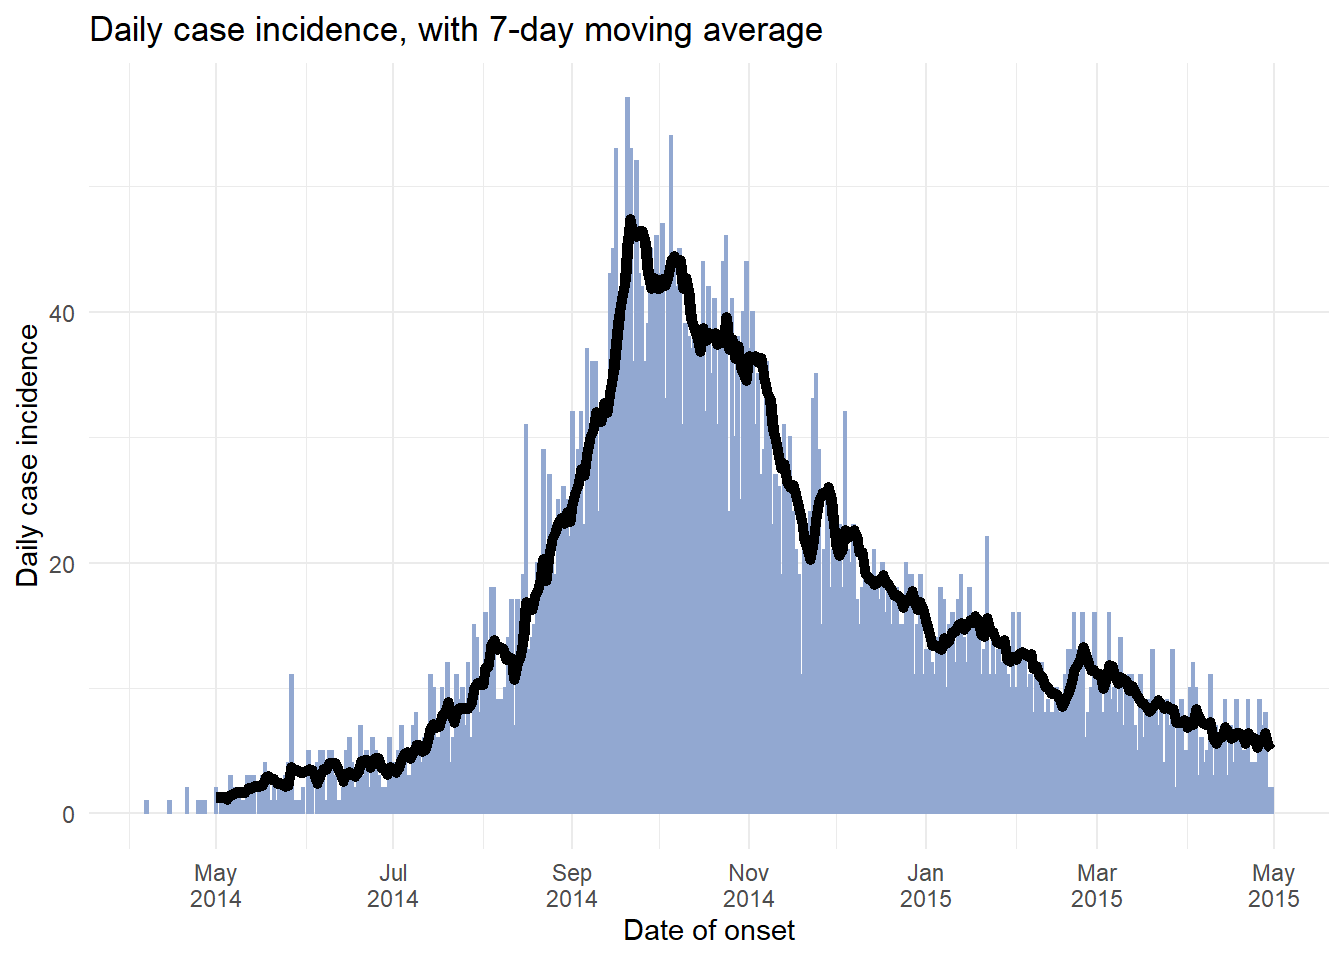 Daily case incidence, with 7-day moving average
Daily case incidence
40
20
0
May
2014
Jul
2014
Sep
2014
Nov
2014
Jan
2015
Mar
2015
May
2015
Date of onset